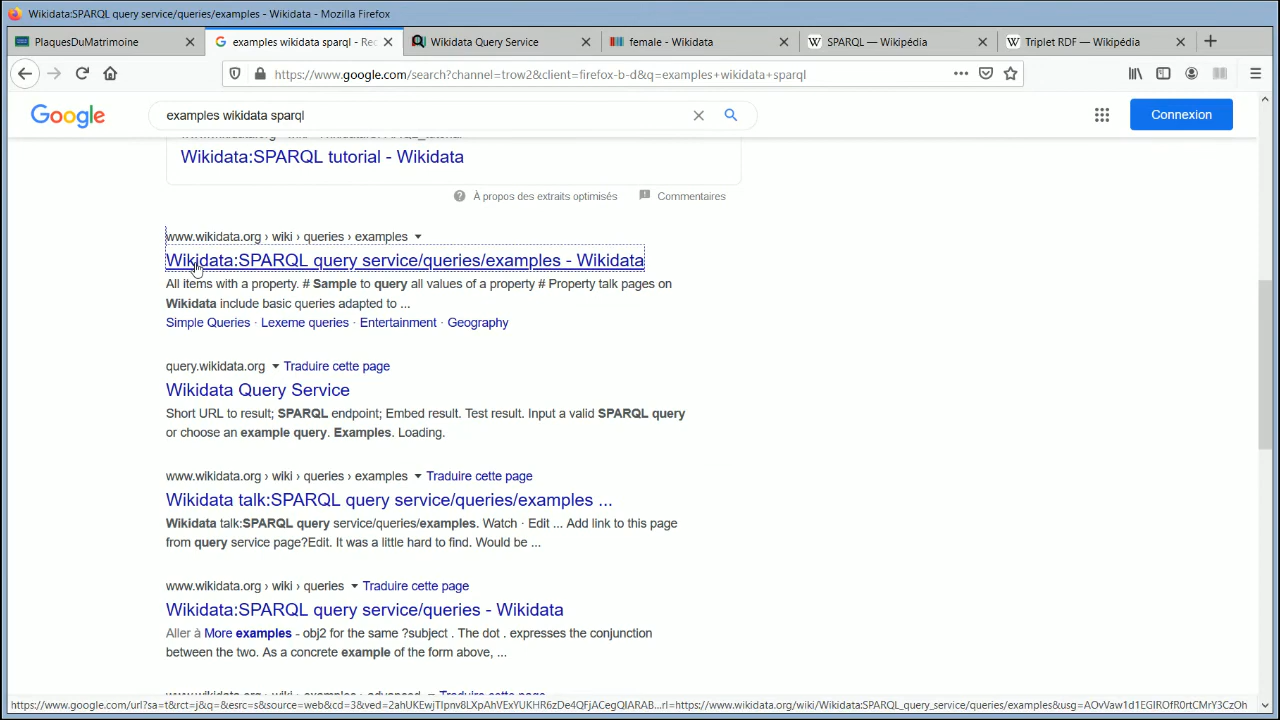 Wikidata:SPARQL query service/queries/examples - Wikidata - Mozilla Firefox
PlaquesDuMatrimoine
examples wikidata sparql - Rec
Wikidata Query Service
female - Wikidata
SPARQL — Wikipédia
Triplet RDF — Wikipédia
https://www.google.com/search?channel=trow2&client=firefox-b-d&q=examples+wikidata+sparql
Google
examples wikidata sparql
Connexion
Wikidata:SPARQL tutorial - Wikidata
À propos des extraits optimisés
Commentaires
www.wikidata.org › wiki › queries › examples
Wikidata:SPARQL query service/queries/examples - Wikidata
All items with a property. # Sample to query all values of a property # Property talk pages on
Wikidata include basic queries adapted to ...
Simple Queries · Lexeme queries · Entertainment · Geography
query.wikidata.org Traduire cette page
Wikidata Query Service
Short URL to result; SPARQL endpoint; Embed result. Test result. Input a valid SPARQL query
or choose an example query. Examples. Loading.
www.wikidata.org › wiki › queries › examples Traduire cette page
Wikidata talk:SPARQL query service/queries/examples ...
Wikidata talk:SPARQL query service/queries/examples. Watch · Edit ... Add link to this page
from query service page?Edit. It was a little hard to find. Would be ...
www.wikidata.org › wiki › queries Traduire cette page
Wikidata:SPARQL query service/queries - Wikidata
Aller à More examples - obj2 for the same ?subject . The dot . expresses the conjunction
between the two. As a concrete example of the form above, ...